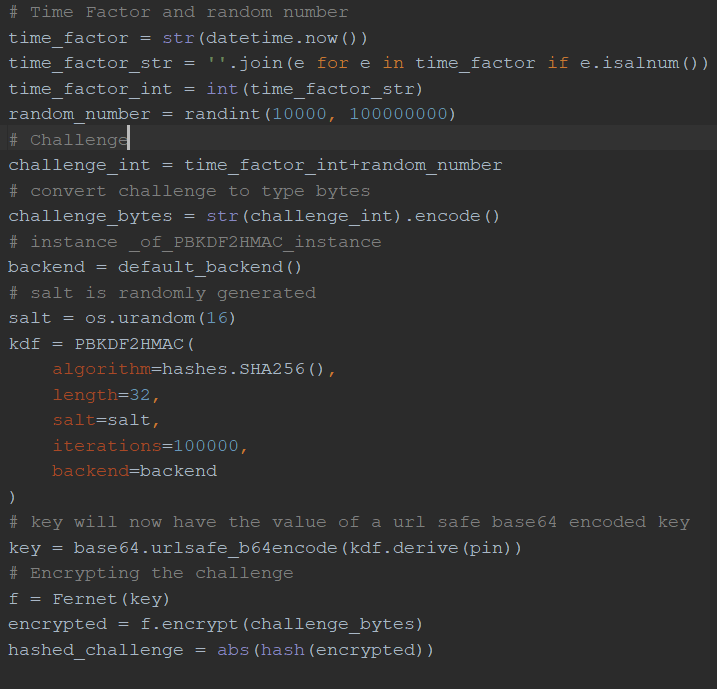 # Time Factor and random number
time_factor = str(datetime.now())
time_factor_str = ''.join(e for e in time_factor if e.isalnum())
time_factor_int = int(time_factor_str)
random_number = randint(10000, 100000000)
# Challenge
challenge_int = time_factor_int+random_number
# convert challenge to type bytes
challenge_bytes = str(challenge_int).encode()
# instance _of_PBKDF2HMAC_instance
backend = default_backend()
# salt is randomly generated
salt = os.urandom(16)
kdf = PBKDF2HMAC(
    algorithm=hashes.SHA256(),
    length=32,
    salt=salt,
    iterations=100000,
    backend=backend
)
# key will now have the value of a url safe base64 encoded key
key = base64.urlsafe_b64encode(kdf.derive(pin))
# Encrypting the challenge
f = Fernet(key)
encrypted = f.encrypt(challenge_bytes)
hashed_challenge = abs(hash(encrypted))